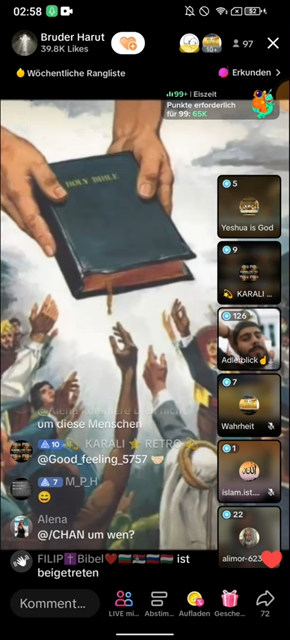 02:58
52
Bruder Harut
39.8K Likes
10+
97
Wöchentliche Rangliste
Erkunden
99+ | Eiszeit
Punkte erforderlich
für 99: 65K
HOLY BIBLE
5
Yeshua is God
9
KARALI ...
126
Adlerblick☝
7
Wahrheit
1
islam.ist....
22
alimor-623...
um diese Menschen
10 KARALI ⭐ RETRO
@Good_feeling_5757 🤝
7 M_P_H
😄
Alena
@/CHAN um wen?
FILIP✝️Bibel❤️🇧🇬🇷🇸🇷🇺🇭🇺 ist
beigetreten
Komment...
LIVE mi...
Abstim...
Aufladen
Gesche...
72